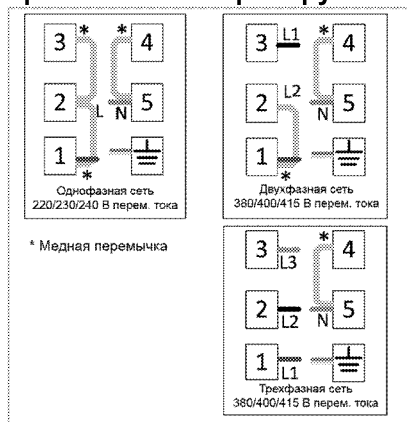 3 * * 4
2 L N 5
1 *
Однофазная сеть
220/230/240 В перем. тока
3 L1 * 4
2 L2 N 5
1 *
Двухфазная сеть
380/400/415 В перем. тока
* Медная перемычка
3 L3 * 4
2 L2 N 5
1 L1
Трехфазная сеть
380/400/415 В перем. тока